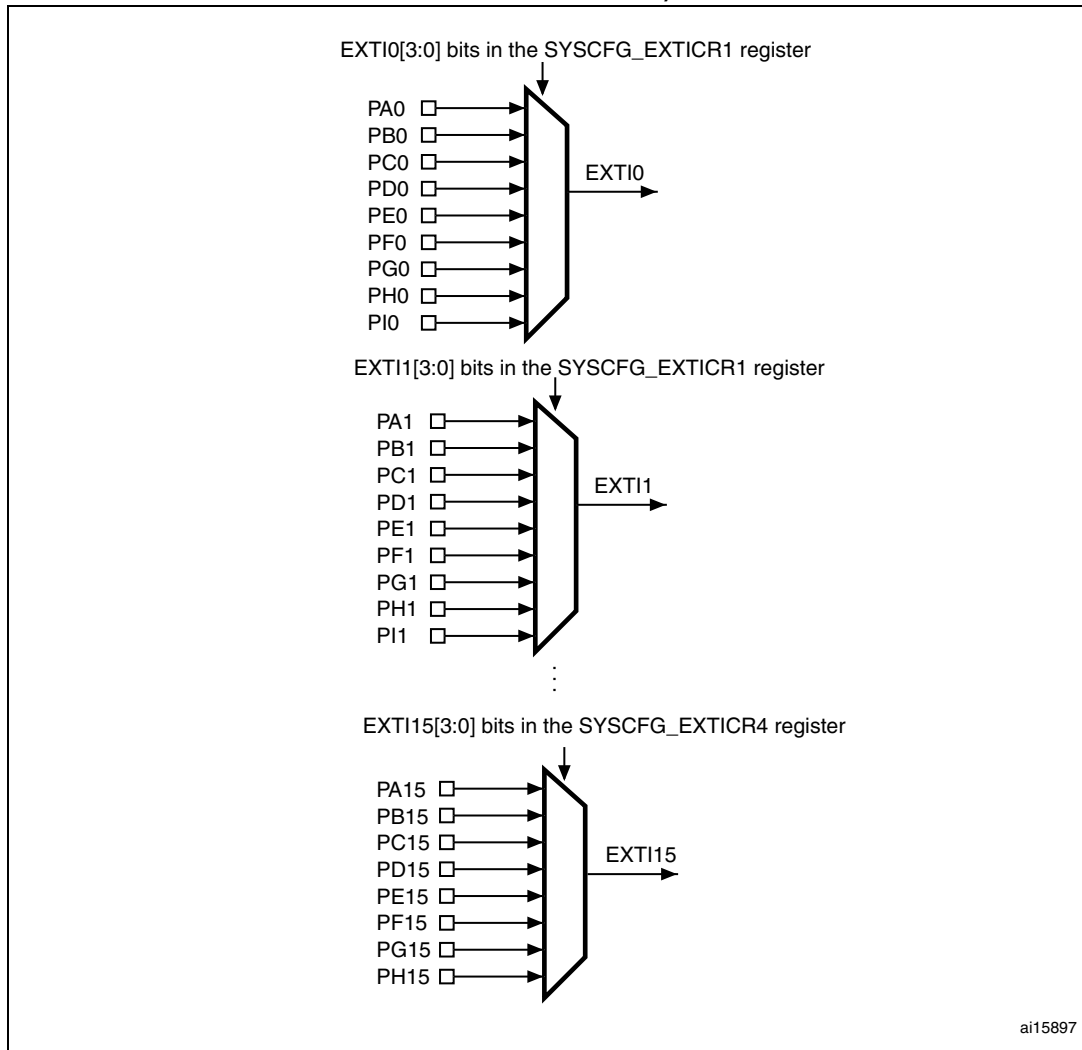 EXTI0[3:0] bits in the SYSCFG_EXTICR1 register
PA0
PB0
PC0
PD0
PE0
PF0
PG0
PH0
PI0
EXTI0
EXTI1[3:0] bits in the SYSCFG_EXTICR1 register
PA1
PB1
PC1
PD1
PE1
PF1
PG1
PH1
PI1
EXTI1
EXTI15[3:0] bits in the SYSCFG_EXTICR4 register
PA15
PB15
PC15
PD15
PE15
PF15
PG15
PH15
EXTI15
ai15897